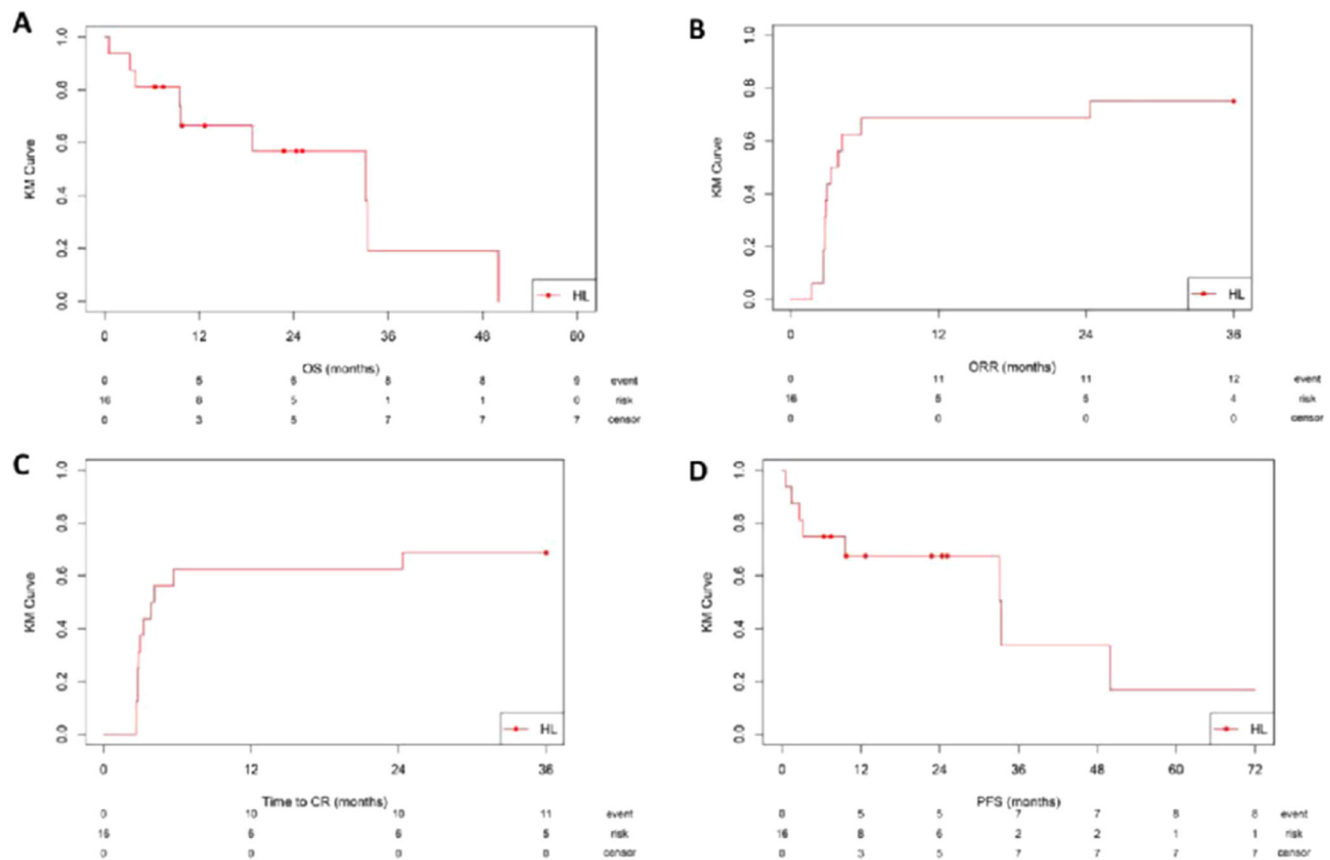 A
KM Curve
1.0
0.8
0.6
0.4
0.2
0.0
HL
0 12 24 36 48 60
OS (months)
0 5 6 8 8 9 event
16 8 5 1 1 0 risk
0 3 5 7 7 7 censor
B
KM Curve
1.0
0.8
0.6
0.4
0.2
0.0
HL
0 12 24 36
ORR (months)
0 11 11 12 event
16 5 5 4 risk
0 0 0 0 censor
C
KM Curve
1.0
0.8
0.6
0.4
0.2
0.0
HL
0 12 24 36
Time to CR (months)
0 10 10 11 event
16 6 6 5 risk
0 0 0 0 censor
D
KM Curve
1.0
0.8
0.6
0.4
0.2
0.0
HL
0 12 24 36 48 60 72
PFS (months)
0 5 5 7 7 8 8 event
16 8 6 2 2 1 1 risk
0 3 5 7 7 7 7 censor